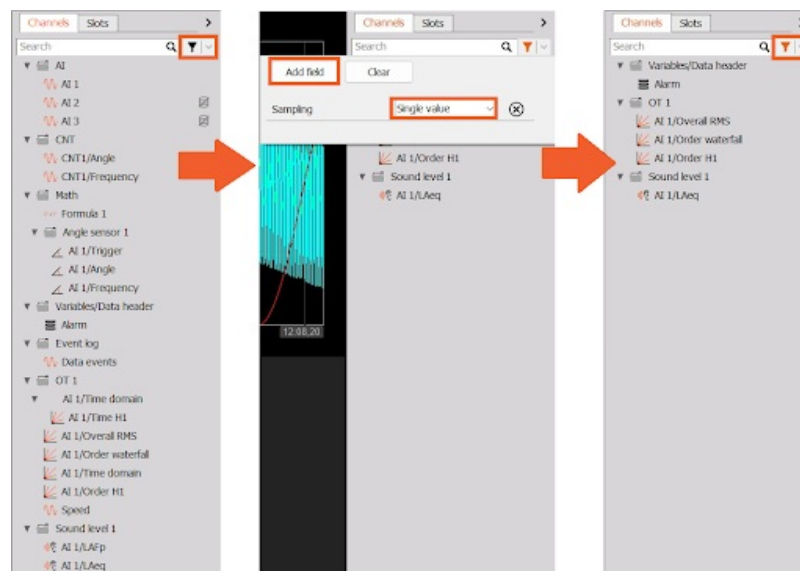 Channels Slots
Search
AI
AI 1
AI 2
AI 3
CNT
CNT1/Angle
CNT1/Frequency
Math
Formula 1
Angle sensor 1
AI 1/Trigger
AI 1/Angle
AI 1/Frequency
Variables/Data header
Alarm
Event log
Data events
OT 1
AI 1/Time domain
AI 1/Time H1
AI 1/Overall RMS
AI 1/Order waterfall
AI 1/Time domain
AI 1/Order H1
Speed
Sound level 1
AI 1/LAFp
AI 1/LAeq
Channels Slots
Search
Add field Clear
Sampling Single value
AI 1/Order H1
Sound level 1
AI 1/LAeq
12:08,20
Channels Slots
Search
Variables/Data header
Alarm
OT 1
AI 1/Overall RMS
AI 1/Order waterfall
AI 1/Order H1
Sound level 1
AI 1/LAeq